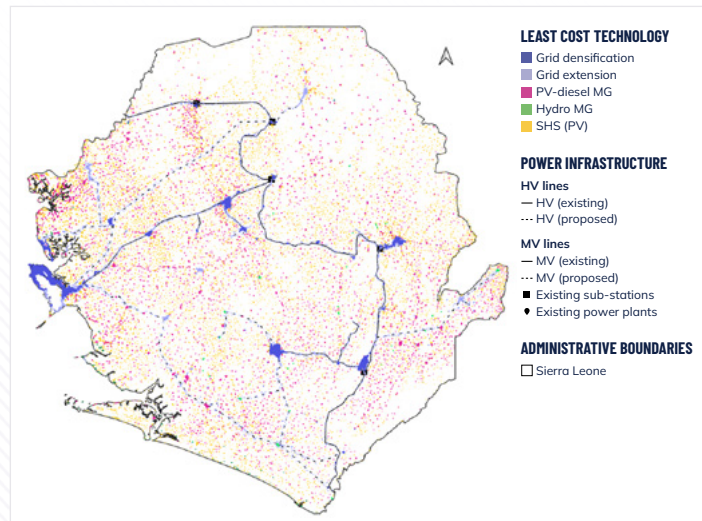 LEAST COST TECHNOLOGY
Grid densification
Grid extension
PV-diesel MG
Hydro MG
SHS (PV)
POWER INFRASTRUCTURE
HV lines
HV (existing)
HV (proposed)
MV lines
MV (existing)
MV (proposed)
Existing sub-stations
Existing power plants
ADMINISTRATIVE BOUNDARIES
Sierra Leone